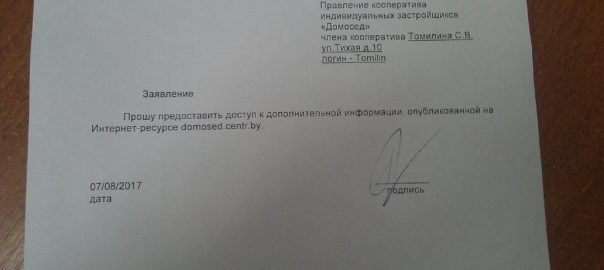 Правление кооператива
индивидуальных застройщиков
«Домосед»
члена кооператива Томилина С.В.
ул.Тихая д.10
логин - Tomilin
Заявление
Прошу предоставить доступ к дополнительной информации, опубликованной на
Интернет-ресурсе domosed.centr.by.
07/08/2017
дата
подпись